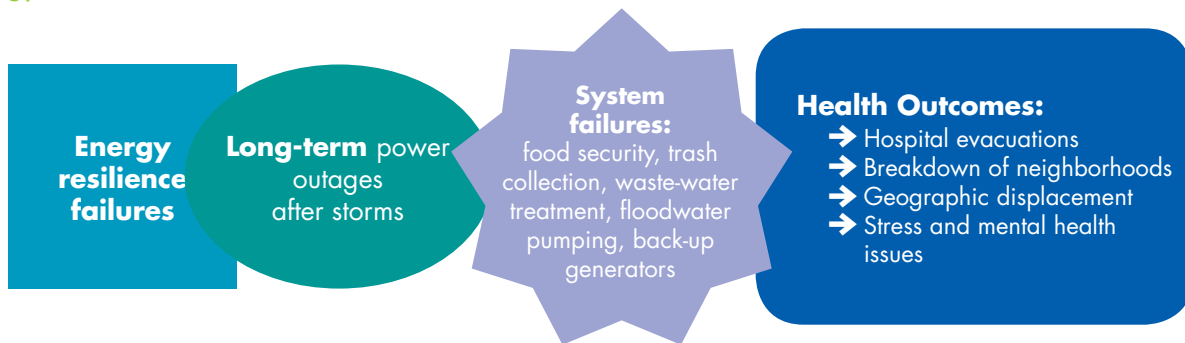 Energy
resilience
failures
Long-term power
outages
after storms
System
failures:
food security, trash
collection, waste-water
treatment, floodwater
pumping, back-up
generators
Health Outcomes:
→ Hospital evacuations
→ Breakdown of neighborhoods
→ Geographic displacement
→ Stress and mental health
issues